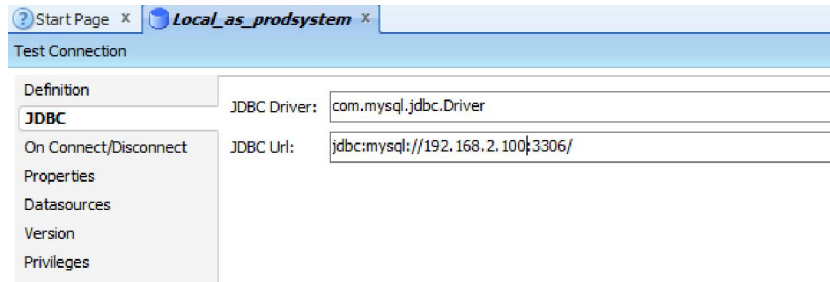 Start Page x Local_as_prodsystem x
Test Connection
Definition
JDBC
On Connect/Disconnect
Properties
Datasources
Version
Privileges
JDBC Driver: com.mysql.jdbc.Driver
JDBC Url: jdbc:mysql://192.168.2.100:3306/